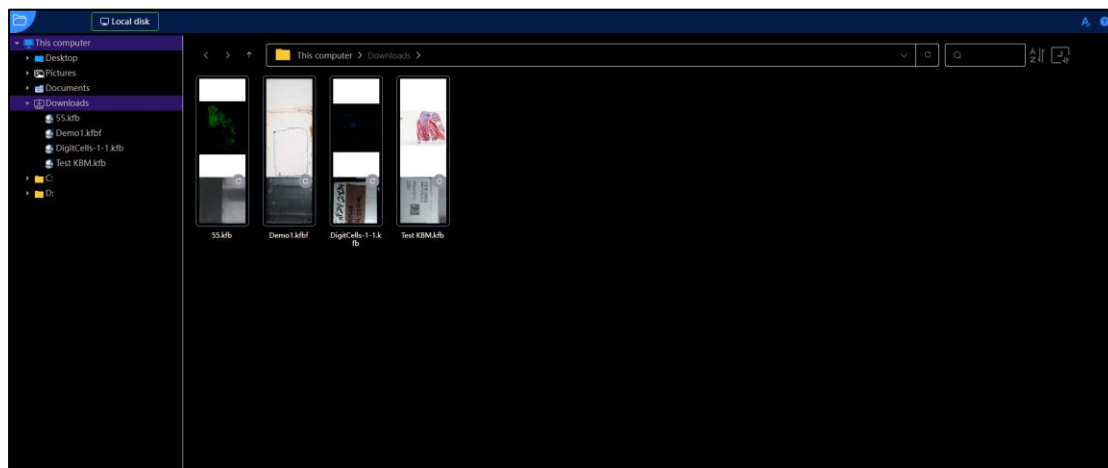 Local disk
This computer
Desktop
Pictures
Documents
Downloads
55.kfb
Demo1.kfbf
DigitCells-1-1.kfb
Test KBM.kfb
C:
D:
This computer > Downloads >
55.kfb
Demo1.kfbf
DigitCells-1-1.k
fb
Test KBM.kfb